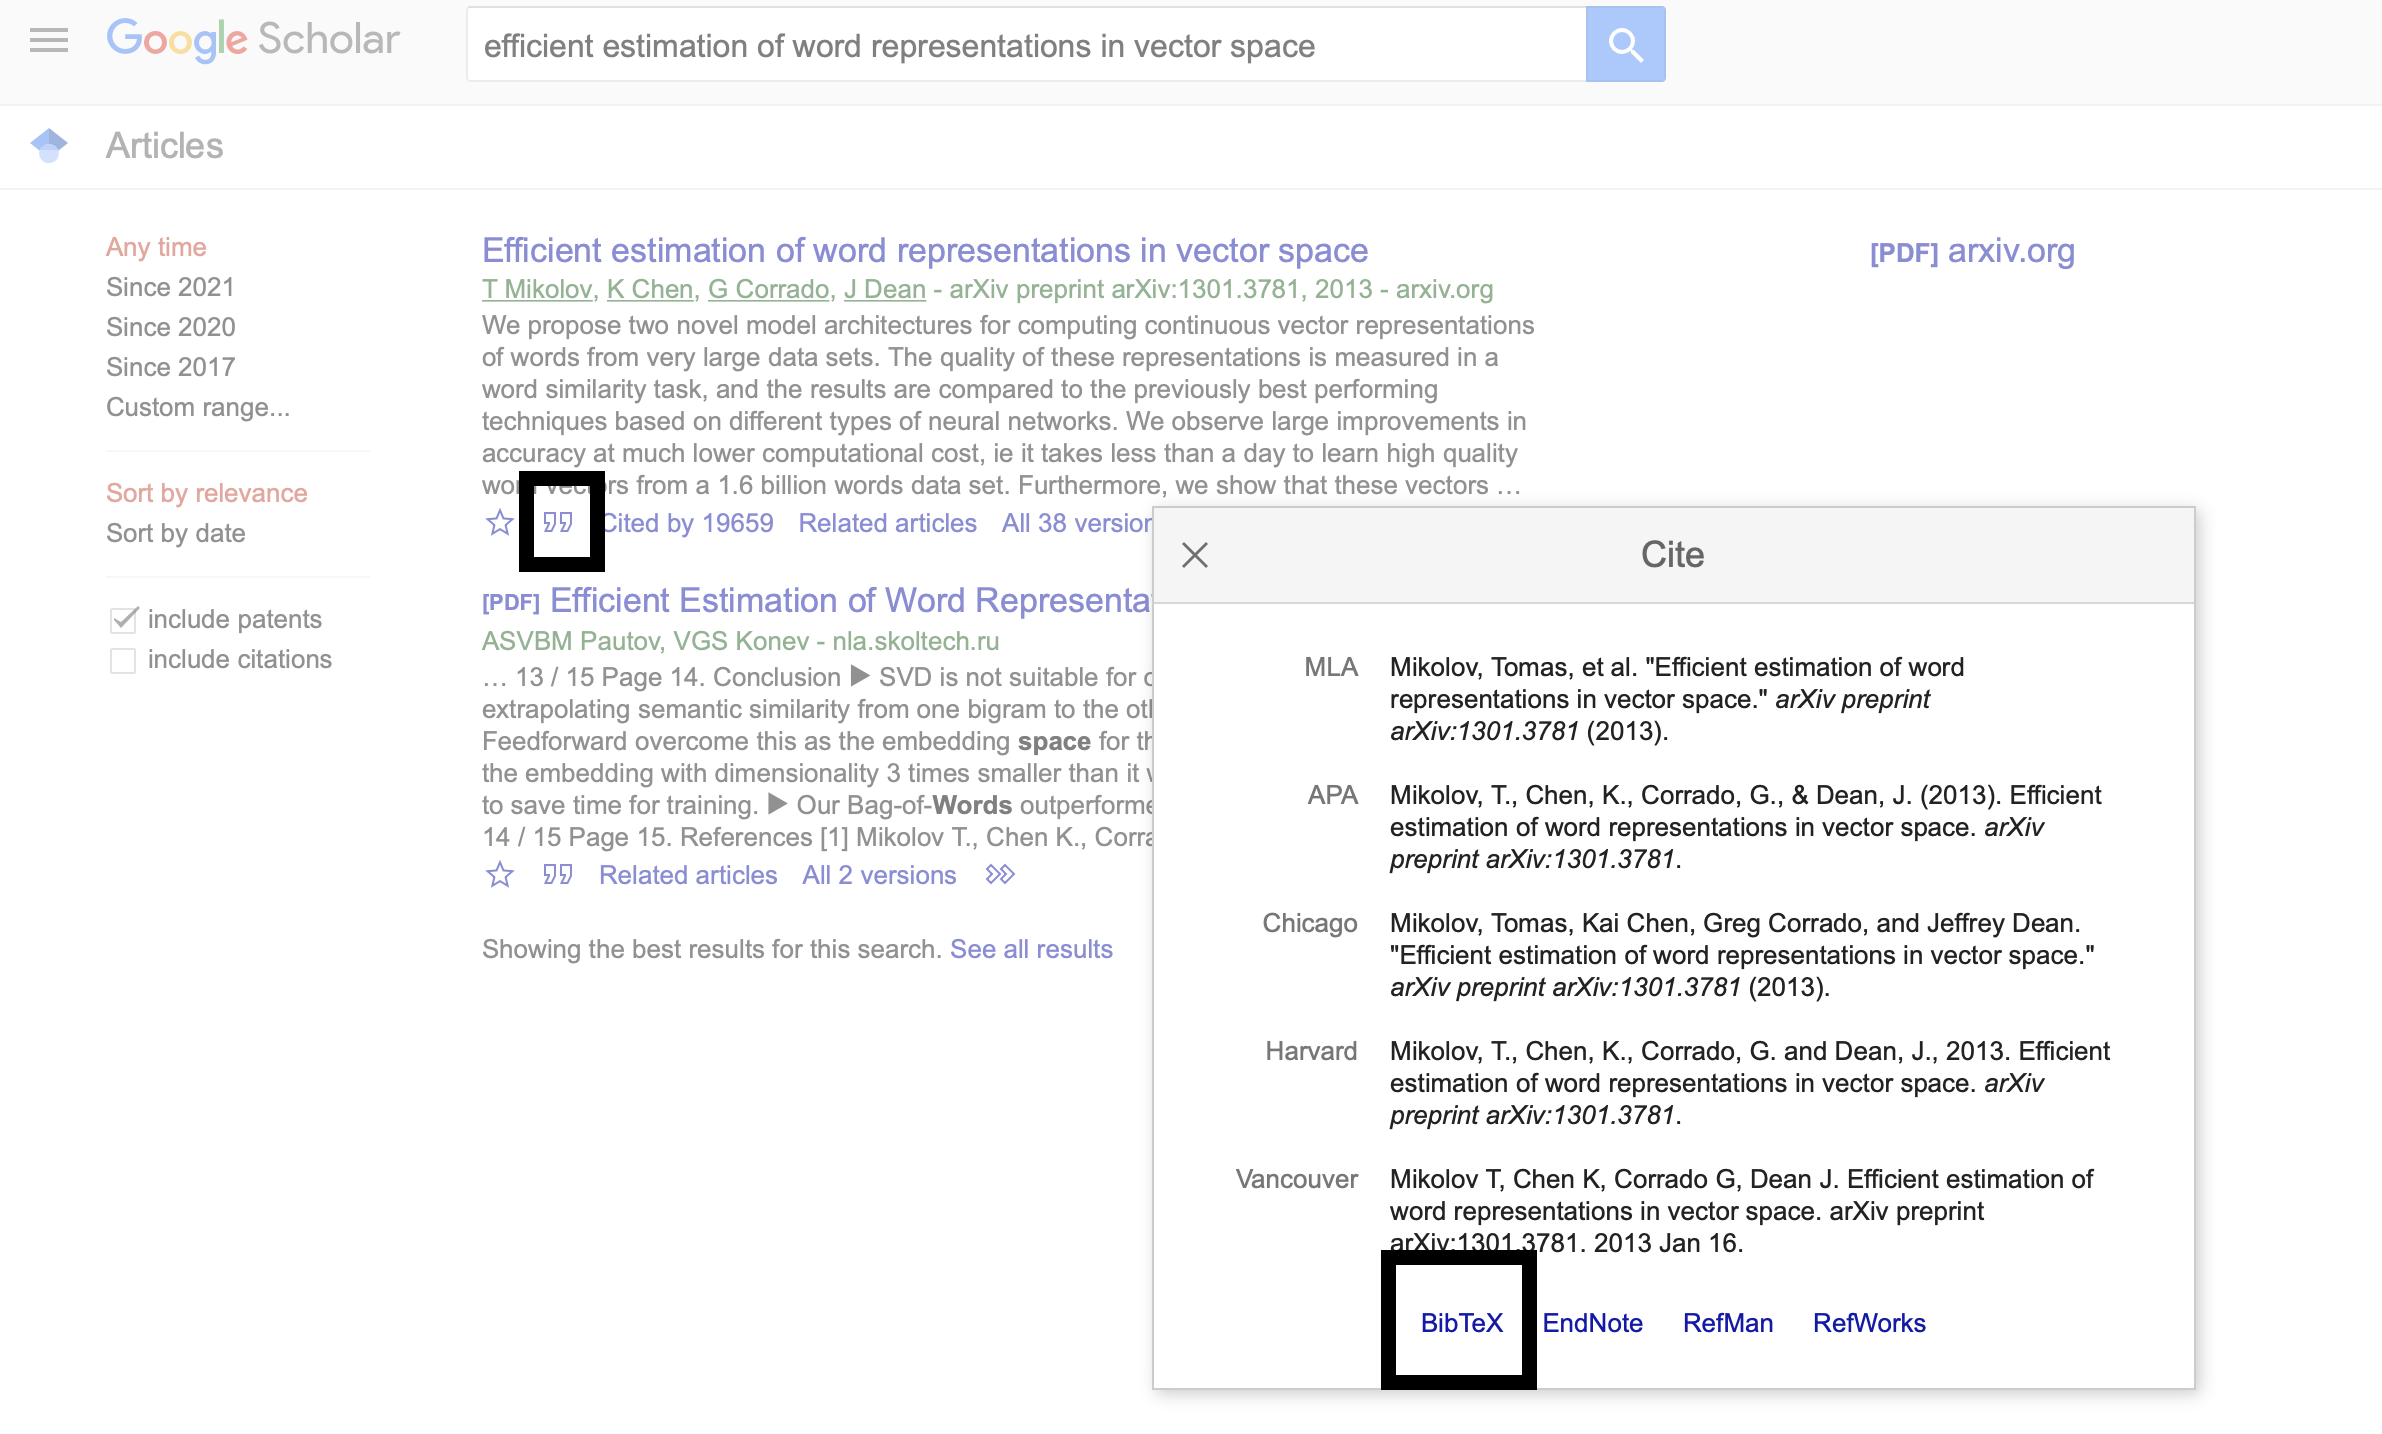 Google Scholar
efficient estimation of word representations in vector space
Articles
Any time
Since 2021
Since 2020
Since 2017
Custom range...
Sort by relevance
Sort by date
include patents
include citations
Efficient estimation of word representations in vector space
[PDF] arxiv.org
T Mikolov, K Chen, G Corrado, J Dean - arXiv preprint arXiv:1301.3781, 2013 - arxiv.org
We propose two novel model architectures for computing continuous vector representations
of words from very large data sets. The quality of these representations is measured in a
word similarity task, and the results are compared to the previously best performing
techniques based on different types of neural networks. We observe large improvements in
accuracy at much lower computational cost, ie it takes less than a day to learn high quality
word vectors from a 1.6 billion words data set. Furthermore, we show that these vectors …
Cited by 19659 Related articles All 38 version
[PDF] Efficient Estimation of Word Representa
ASVBM Pautov, VGS Konev - nla.skoltech.ru
… 13 / 15 Page 14. Conclusion ▶ SVD is not suitable for
extrapolating semantic similarity from one bigram to the
Feedforward overcome this as the embedding space for
the embedding with dimensionality 3 times smaller than it
to save time for training. ▶ Our Bag-of-Words outperforme
14 / 15 Page 15. References [1] Mikolov T., Chen K., Corra
Related articles All 2 versions
Showing the best results for this search. See all results
Cite
MLA Mikolov, Tomas, et al. "Efficient estimation of word
representations in vector space." arXiv preprint
arXiv:1301.3781 (2013).
APA Mikolov, T., Chen, K., Corrado, G., & Dean, J. (2013). Efficient
estimation of word representations in vector space. arXiv
preprint arXiv:1301.3781.
Chicago Mikolov, Tomas, Kai Chen, Greg Corrado, and Jeffrey Dean.
"Efficient estimation of word representations in vector space."
arXiv preprint arXiv:1301.3781 (2013).
Harvard Mikolov, T., Chen, K., Corrado, G. and Dean, J., 2013. Efficient
estimation of word representations in vector space. arXiv
preprint arXiv:1301.3781.
Vancouver Mikolov T, Chen K, Corrado G, Dean J. Efficient estimation of
word representations in vector space. arXiv preprint
arXiv:1301.3781. 2013 Jan 16.
BibTeX EndNote RefMan RefWorks